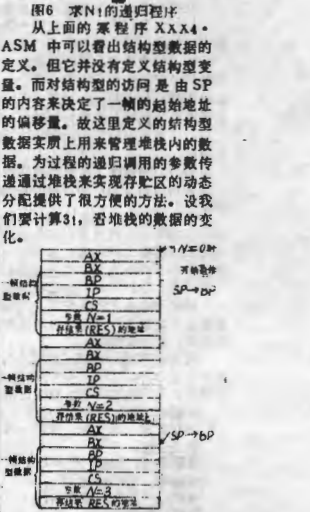 图6 求N!的递归程序
从上面的源程序XXX4·
ASM 中可以看出结构型数据的
定义。但它并没有定义结构型变
量。而对结构型的访问是由SP
的内容来决定了一帧的起始地址
的偏移量。故这里定义的结构型
数据实质上用来管理堆栈内的数
据。为过程的递归调用的参数传
递通过堆栈来实现存贮区的动态
分配提供了很方便的方法。设我
们要计算3!,看堆栈的数据的变
化。
N=0时
AX
BX
开始最终
BP
SP→BP
IP
一帧结构
型数据
CS
参数 N=1
存结果(RES)的地址
AX
BX
BP
IP
一帧结构
型数据
CS
参数 N=2
存结果(RES)的地址
AX
SP→BP
BX
BP
一帧结构
型数据
IP
CS
参数 N=3
存结果 RES的地址